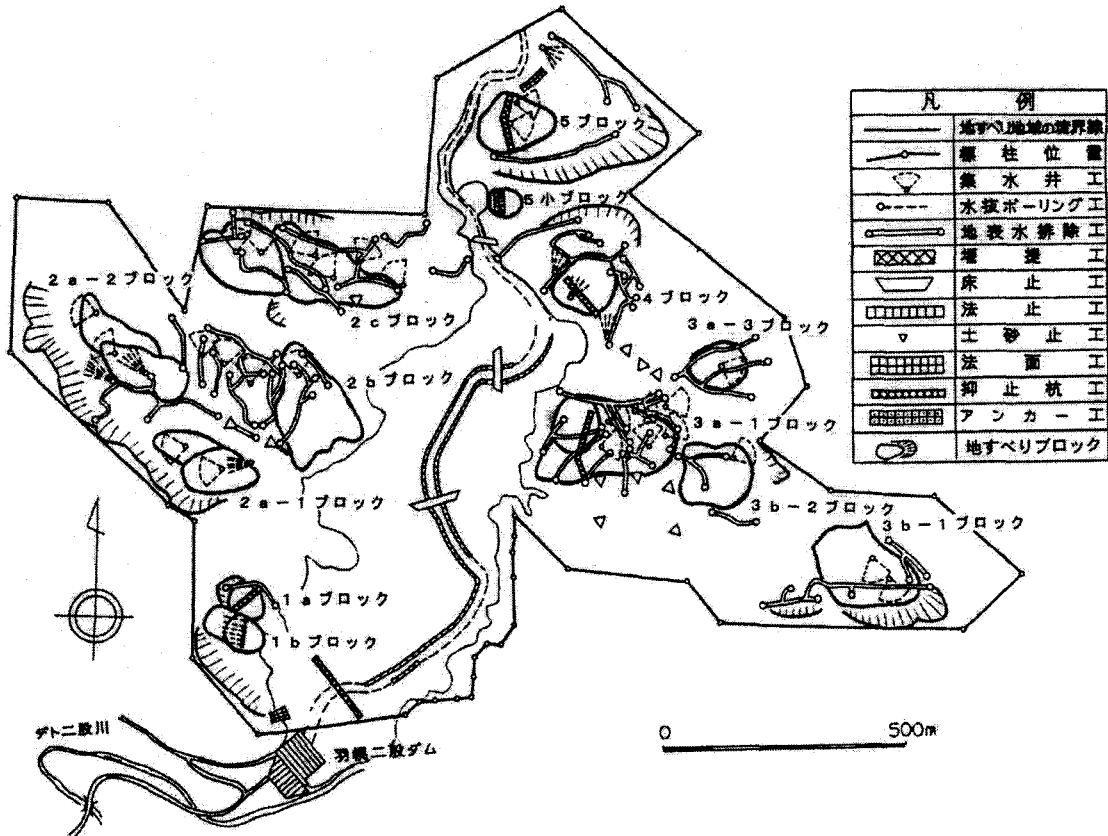 5ブロック
5小ブロック
2a-2ブロック
2cブロック
4ブロック
3a-3ブロック
2bブロック
3a-1ブロック
2a-1ブロック
3b-2ブロック
3b-1ブロック
1aブロック
1bブロック
デト二股川
羽幌二股ダム
0 500m
凡例
地すべり地域の境界線
標柱位置
集水井工
水抜ボーリング工
地表水排除工
堰堤工
床止工
法止工
土砂止工
法面工
抑止杭工
アンカー工
地すべりブロック